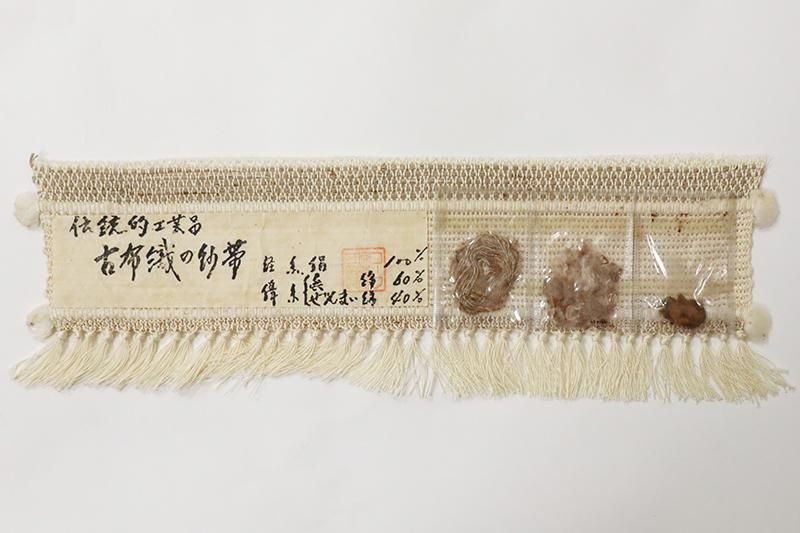 伝統的工芸品
古布織の紗帯
経糸 絹 100%
緯糸 60%
ぜんまい綿 40%